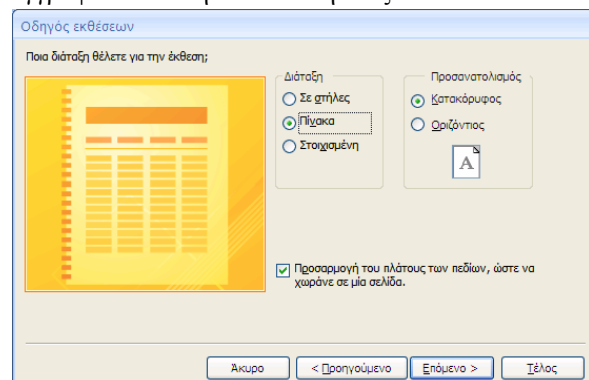 Οδηγός εκθέσεων
Ποια διάταξη θέλετε για την έκθεση;
Διάταξη
Σε στήλες
Πίνακα
Στοιχισμένη
Προσανατολισμός
Κατακόρυφος
Οριζόντιος
A
Προσαρμογή του πλάτους των πεδίων, ώστε να
χωράνε σε μία σελίδα.
Άκυρο
< Προηγούμενο
Επόμενο >
Τέλος